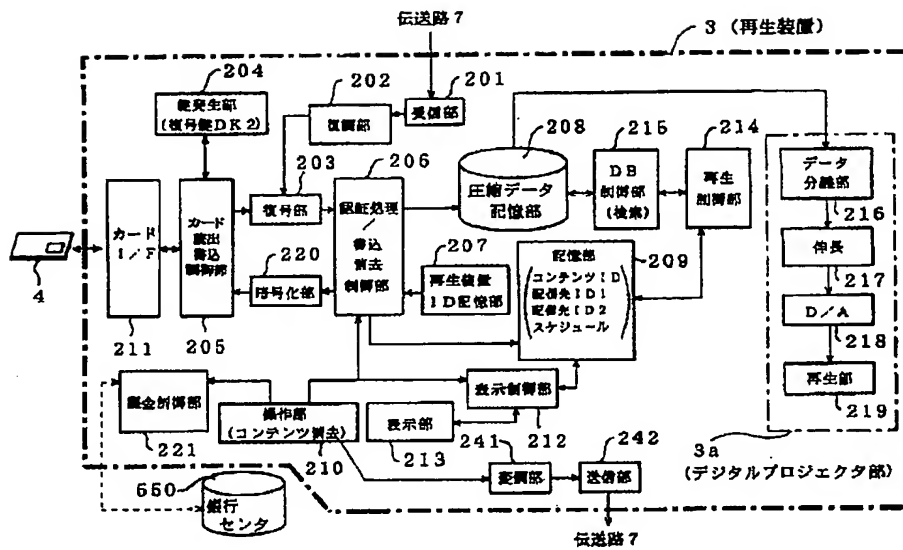 伝送路7
3 (再生装置)
204
202
201
鍵発生部
(復号鍵DK2)
復調部
受信部
203
206
208
215
214
復号部
認証処理
/
書込
消去
制御部
圧縮データ
記憶部
DB
制御部
(検索)
再生
制御部
データ
分離部
216
カード
I/F
カード
読出
書込
制御部
207
209
4
220
暗号化部
再生装置
ID記憶部
記憶部
コンテンツID
配信先ID1
配信先ID2
スケジュール
伸長
217
D/A
218
211
205
再生部
219
課金制御部
操作部
(コンテンツ消去)
表示制御部
表示部
212
221
210
213
241
242
3a
(デジタルプロジェクタ部)
変調部
送信部
550
銀行
センタ
伝送路7